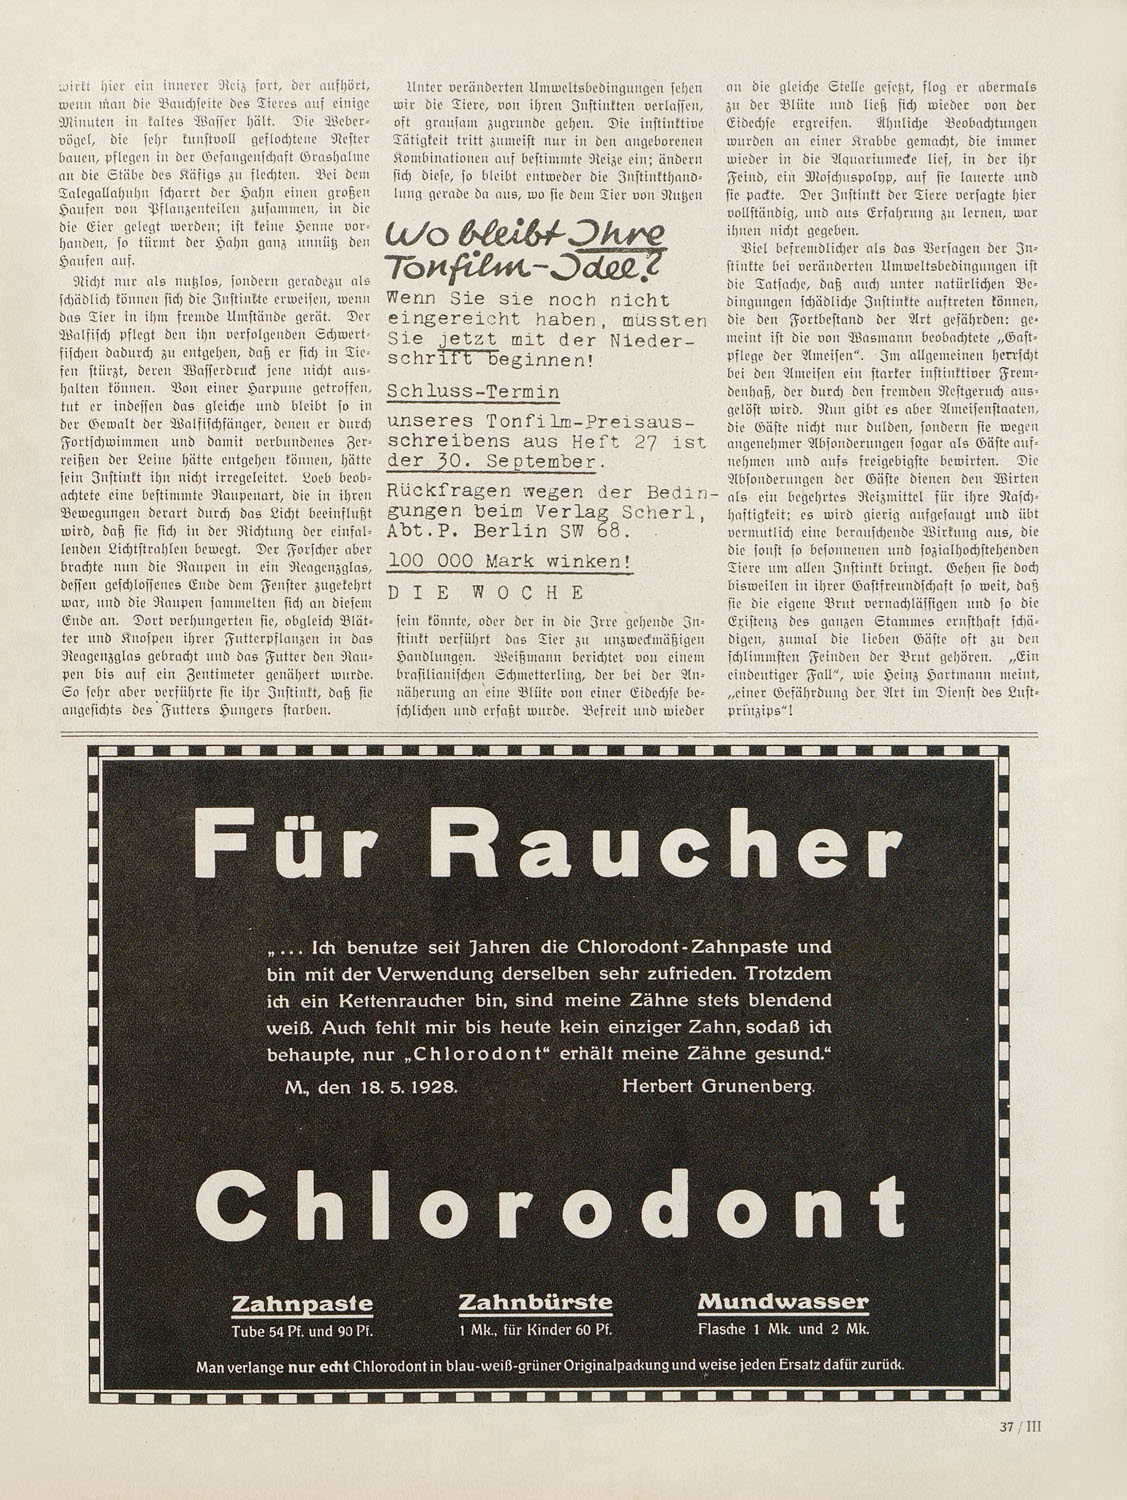 wirkt hier ein innerer Reiz fort, der aufhört,
wenn man die Bauchseite des Tieres auf einige
Minuten in kaltes Wasser hält. Die Weber-
vögel, die sehr kunstvoll geflochtene Nester
bauen, pflegen in der Gefangenschaft Grashalme
an die Stäbe des Käfigs zu flechten. Bei dem
Talegallahuhn scharrt der Hahn einen großen
Haufen von Pflanzenteilen zusammen, in die
die Eier gelegt werden; ist keine Henne vor-
handen, so türmt der Hahn ganz unnütz den
Haufen auf.
Nicht nur als nutzlos, sondern geradezu als
schädlich können sich die Instinkte erweisen, wenn
das Tier in ihm fremde Umstände gerät. Der
Walfisch pflegt den ihn verfolgenden Schwert-
fischen dadurch zu entgehen, daß er sich in Tie-
fen stürzt, deren Wasserdruck jene nicht aus-
halten können. Von einer Harpune getroffen,
tut er indessen das gleiche und bleibt so in
der Gewalt der Walfischfänger, denen er durch
Fortschwimmen und damit verbundenes Zer-
reißen der Leine hätte entgehen können, hätte
sein Instinkt ihn nicht irregeleitet. Loeb beob-
achtete eine bestimmte Raupenart, die in ihren
Bewegungen derart durch das Licht beeinflußt
wird, daß sie sich in der Richtung der einfal-
lenden Lichtstrahlen bewegt. Der Forscher aber
brachte nun die Raupen in ein Reagenzglas,
dessen geschlossenes Ende dem Fenster zugekehrt
war, und die Raupen sammelten sich an diesem
Ende an. Dort verhungerten sie, obgleich Blät-
ter und Knospen ihrer Futterpflanzen in das
Reagenzglas gebracht und das Futter den Rau-
pen bis auf ein Zentimeter genähert wurde.
So sehr aber verführte sie ihr Instinkt, daß sie
angesichts des Futters Hungers starben.
Unter veränderten Umweltsbedingungen sehen
wir die Tiere, von ihren Instinkten verlassen,
oft grausam zugrunde gehen. Die instinktive
Tätigkeit tritt zumeist nur in den angeborenen
Kombinationen auf bestimmte Reize ein; ändern
sich diese, so bleibt entweder die Instinkthand-
lung gerade da aus, wo sie dem Tier von Nutzen
Wo bleibt Ihre
Tonfilm-Idee?
Wenn Sie sie noch nicht
eingereicht haben, müssten
Sie jetzt mit der Nieder-
schrift beginnen!
Schluss-Termin
unseres Tonfilm-Preisaus-
schreibens aus Heft 27 ist
der 30. September.
Rückfragen wegen der Bedin-
gungen beim Verlag Scherl,
Abt.P. Berlin SW 68.
100 000 Mark winken!
DIE WOCHE
sein könnte, oder der in die Irre gehende In-
stinkt verführt das Tier zu unzweckmäßigen
Handlungen. Weißmann berichtet von einem
brasilianischen Schmetterling, der bei der An-
näherung an eine Blüte von einer Eidechse be-
schlichen und erfaßt wurde. Befreit und wieder
an die gleiche Stelle gesetzt, flog er abermals
zu der Blüte und ließ sich wieder von der
Eidechse ergreifen. Ähnliche Beobachtungen
wurden an einer Krabbe gemacht, die immer
wieder in die Aquariumecke lief, in der ihr
Feind, ein Moschuspolyp, auf sie lauerte und
sie packte. Der Instinkt der Tiere versagte hier
vollständig, und aus Erfahrung zu lernen, war
ihnen nicht gegeben.
Viel befremdlicher als das Versagen der In-
stinkte bei veränderten Umweltsbedingungen ist
die Tatsache, daß auch unter natürlichen Be-
dingungen schädliche Instinkte auftreten können,
die den Fortbestand der Art gefährden: ge-
meint ist die von Wasmann beobachtete „Gast-
pflege der Ameisen“. Im allgemeinen herrscht
bei den Ameisen ein starker instinktiver Frem-
denhaß, der durch den fremden Nestgeruch aus-
gelöst wird. Nun gibt es aber Ameisenstaaten,
die Gäste nicht nur dulden, sondern sie wegen
angenehmer Absonderungen sogar als Gäste auf-
nehmen und aufs freigebigste bewirten. Die
Absonderungen der Gäste dienen den Wirten
als ein begehrtes Reizmittel für ihre Nasch-
haftigkeit; es wird gierig aufgesaugt und übt
vermutlich eine berauschende Wirkung aus, die
die sonst so besonnenen und sozialhochstehenden
Tiere um allen Instinkt bringt. Gehen sie doch
bisweilen in ihrer Gastfreundschaft so weit, daß
sie die eigene Brut vernachlässigen und so die
Existenz des ganzen Stammes ernsthaft schä-
digen, zumal die lieben Gäste oft zu den
schlimmsten Feinden der Brut gehören. „Ein
eindeutiger Fall“, wie Heinz Hartmann meint,
„einer Gefährdung der Art im Dienst des Lust-
prinzips“!
Für Raucher
„... Ich benutze seit Jahren die Chlorodont-Zahnpaste und
bin mit der Verwendung derselben sehr zufrieden. Trotzdem
ich ein Kettenraucher bin, sind meine Zähne stets blendend
weiß. Auch fehlt mir bis heute kein einziger Zahn, sodaß ich
behaupte, nur „Chlorodont“ erhält meine Zähne gesund.“
M., den 18. 5. 1928. Herbert Grunenberg.
Chlorodont
Zahnpaste Zahnbürste Mundwasser
Tube 54 Pf. und 90 Pf. 1 Mk., für Kinder 60 Pf. Flasche 1 Mk. und 2 Mk.
Man verlange nur echt Chlorodont in blau-weiß-grüner Originalpackung und weise jeden Ersatz dafür zurück.
37 / III